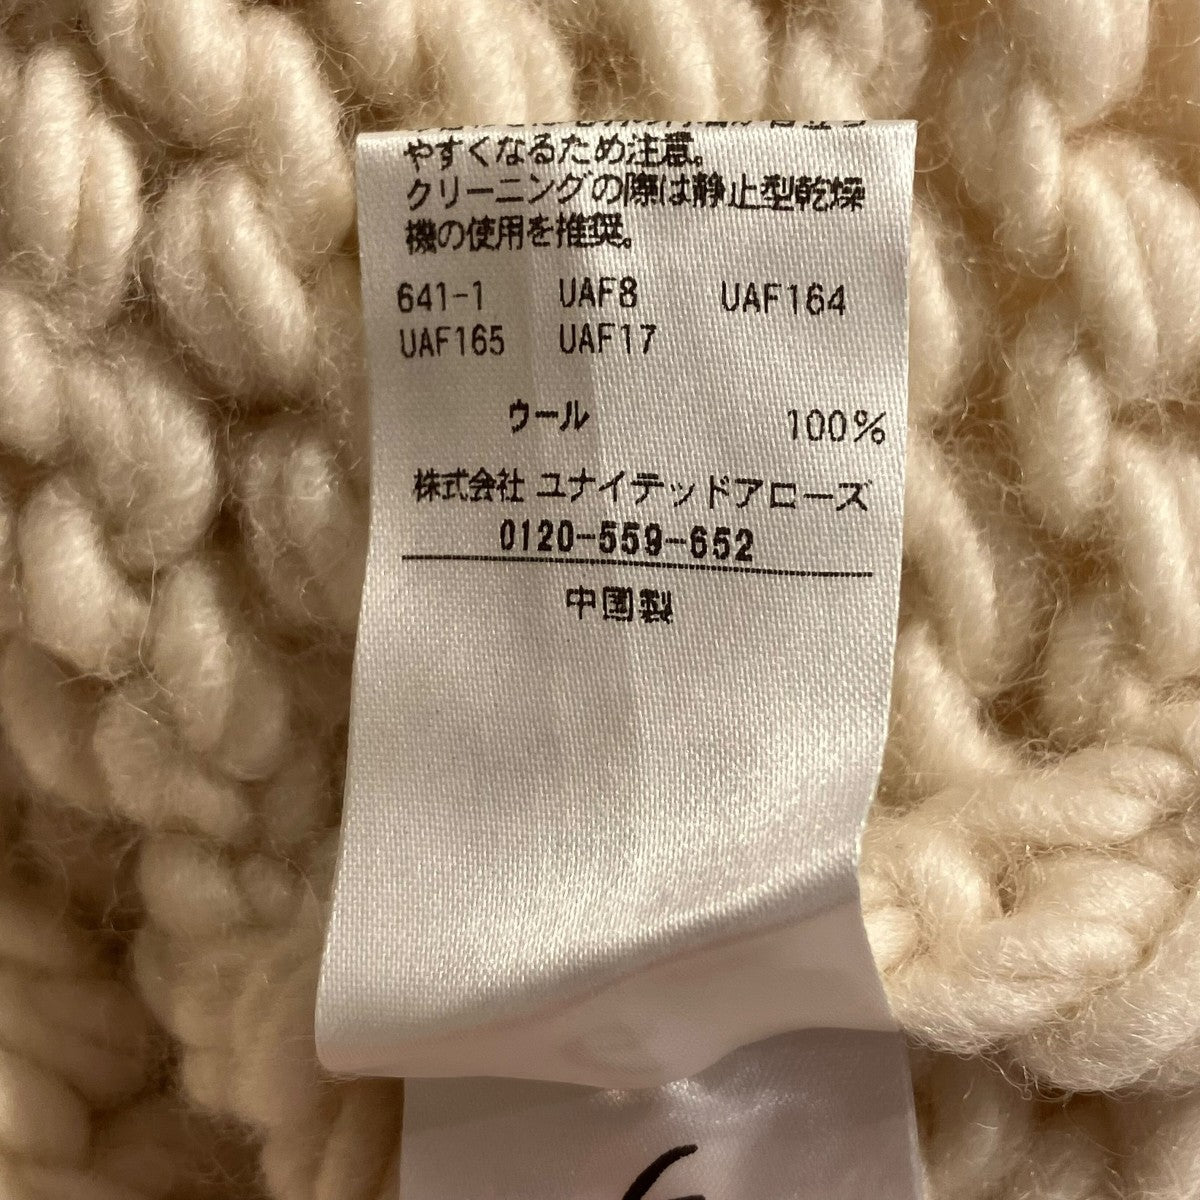 やすくなるため注意。
クリーニングの際は静止型乾燥
機の使用を推奨。
641-1 UAF8 UAF164
UAF165 UAF17
ウール 100%
株式会社 ユナイテッドアローズ
0120-559-652
中国製